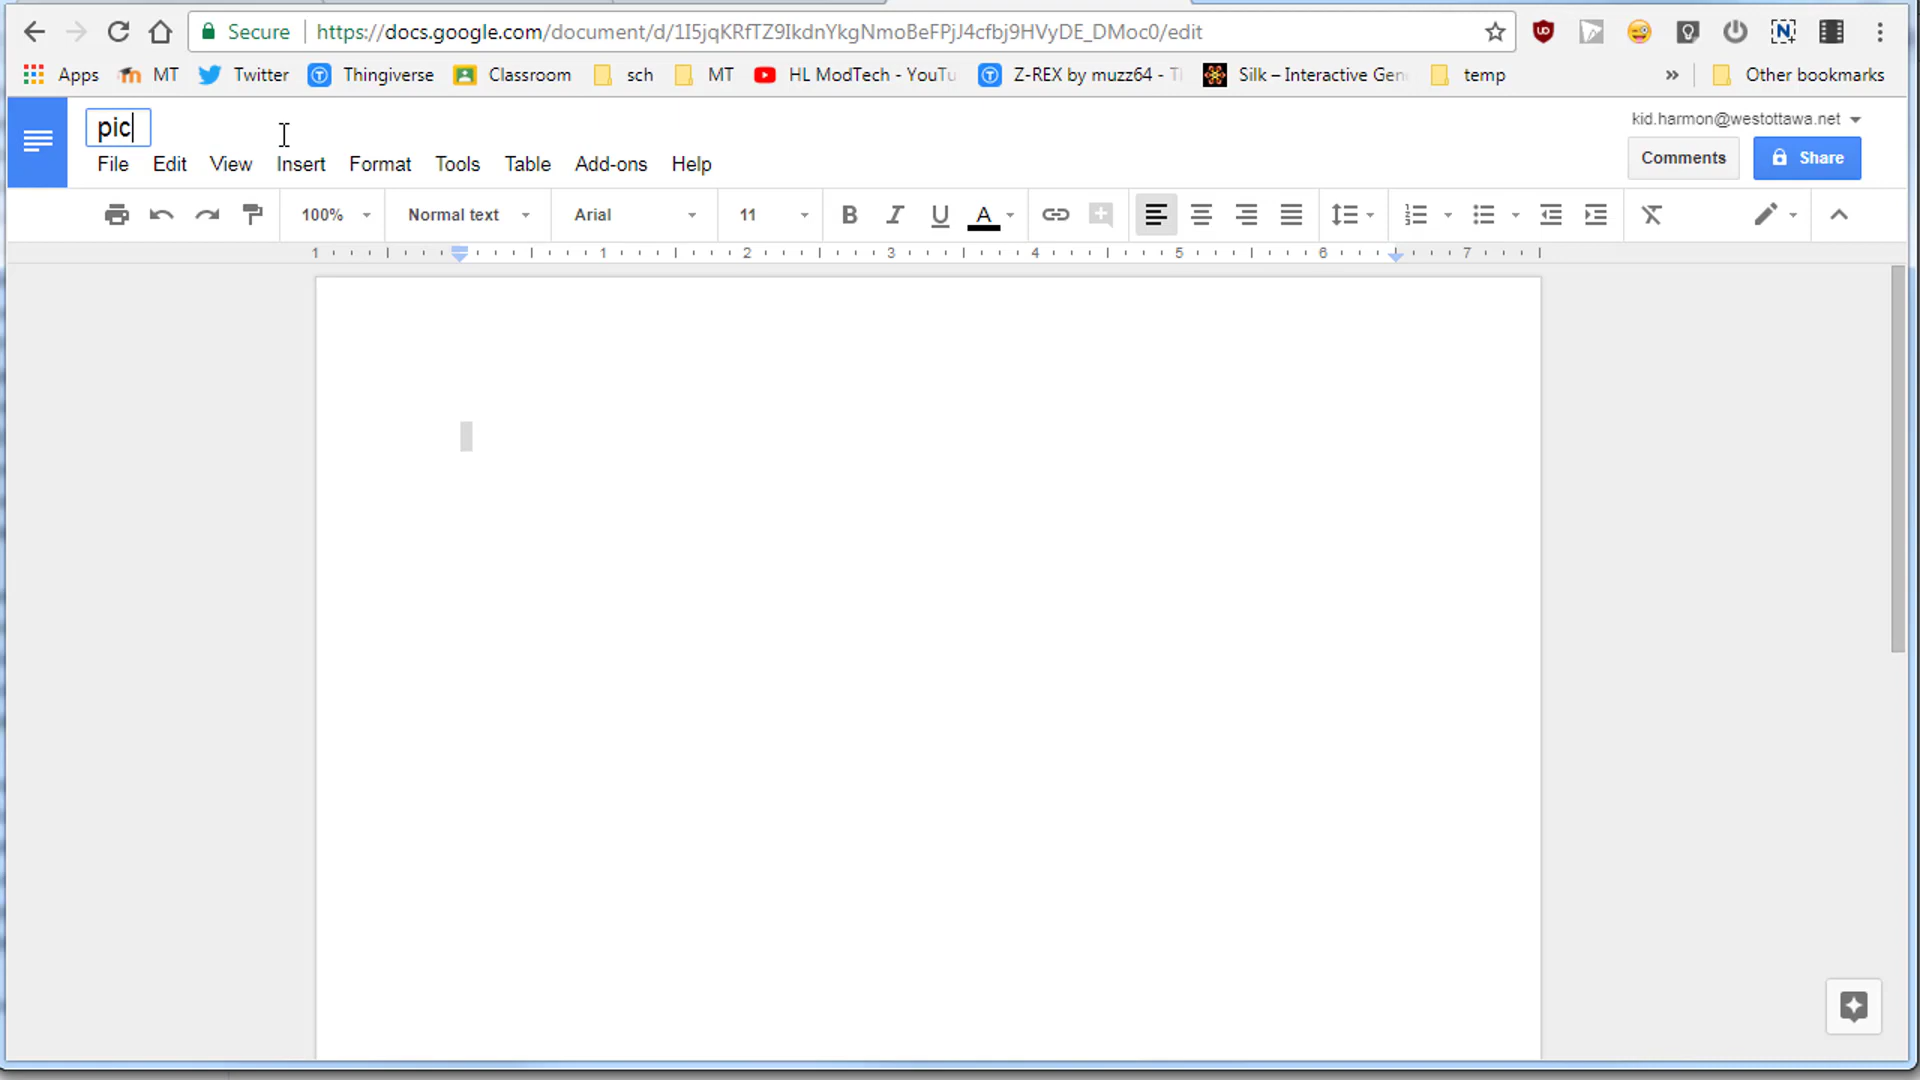 Secure https://docs.google.com/document/d/1I5jqKRfTZ9IkdnYkgNmoBeFPjJ4cfbj9HVyDE_DMoc0/edit
Apps MT Twitter Thingiverse Classroom sch MT HL ModTech - YouTu Z-REX by muzz64 - T Silk – Interactive Gene temp » Other bookmarks
pic
kid.harmon@westottawa.net
File Edit View Insert Format Tools Table Add-ons Help
Comments Share
100% Normal text Arial 11 B I U A
1 1 2 3 4 5 6 7